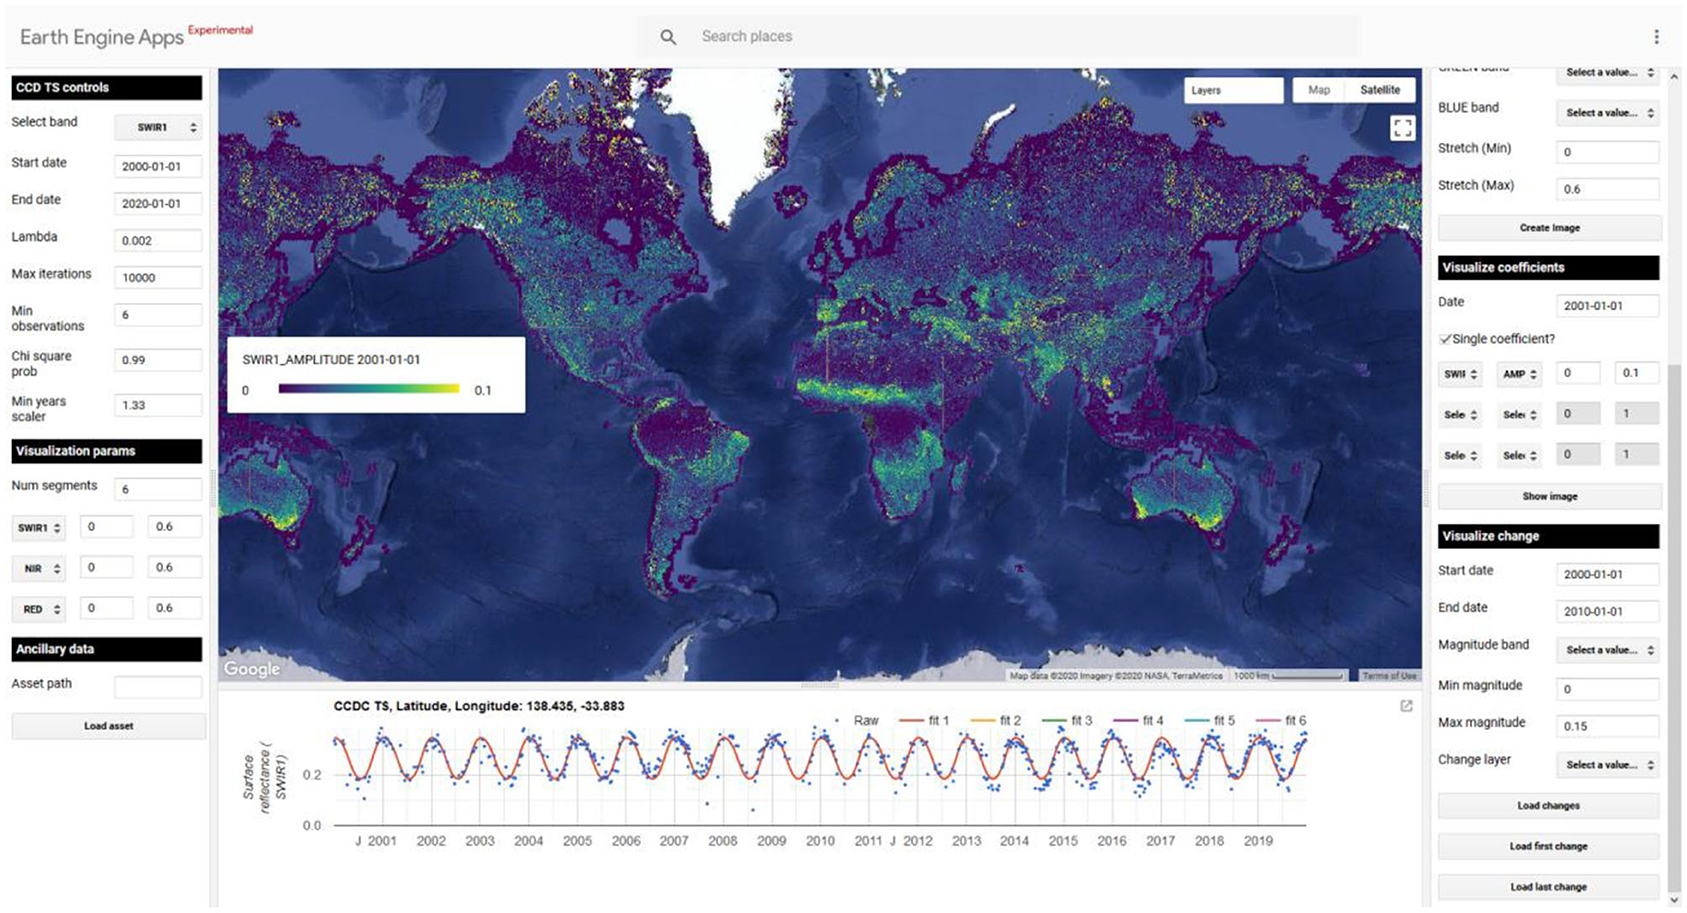 Earth Engine Apps Experimental
Search places
CCD TS controls
Select band SWIR1
Start date 2000-01-01
End date 2020-01-01
Lambda 0.002
Max iterations 10000
Min observations 6
Chi square prob 0.99
Min years scaler 1.33
Visualization params
Num segments 6
SWIR1 0 0.6
NIR 0 0.6
RED 0 0.6
Ancillary data
Asset path
Load asset
Layers
Map Satellite
SWIR1_AMPLITUDE 2001-01-01
0 0.1
Google
Map data ©2020 Imagery ©2020 NASA, TerraMetrics 1000 km Terms of Use
CCDC TS, Latitude, Longitude: 138.435, -33.883
Raw fit 1 fit 2 fit 3 fit 4 fit 5 fit 6
Surface reflectance (SWIR1)
0.2
0.0
J 2001 2002 2003 2004 2005 2006 2007 2008 2009 2010 2011 J 2012 2013 2014 2015 2016 2017 2018 2019
Select a value...
BLUE band Select a value...
Stretch (Min) 0
Stretch (Max) 0.6
Create Image
Visualize coefficients
Date 2001-01-01
Single coefficient?
SWIF AMP 0 0.1
Sele Sele 0 1
Sele Sele 0 1
Show image
Visualize change
Start date 2000-01-01
End date 2010-01-01
Magnitude band Select a value...
Min magnitude 0
Max magnitude 0.15
Change layer Select a value...
Load changes
Load first change
Load last change